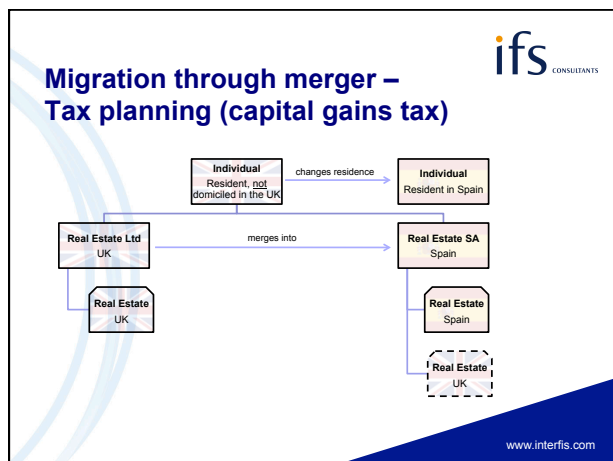 ifs CONSULTANTS
Migration through merger –
Tax planning (capital gains tax)
Individual
Resident, not
domiciled in the UK
changes residence
Individual
Resident in Spain
Real Estate Ltd
UK
merges into
Real Estate SA
Spain
Real Estate
UK
Real Estate
Spain
Real Estate
UK
www.interfis.com